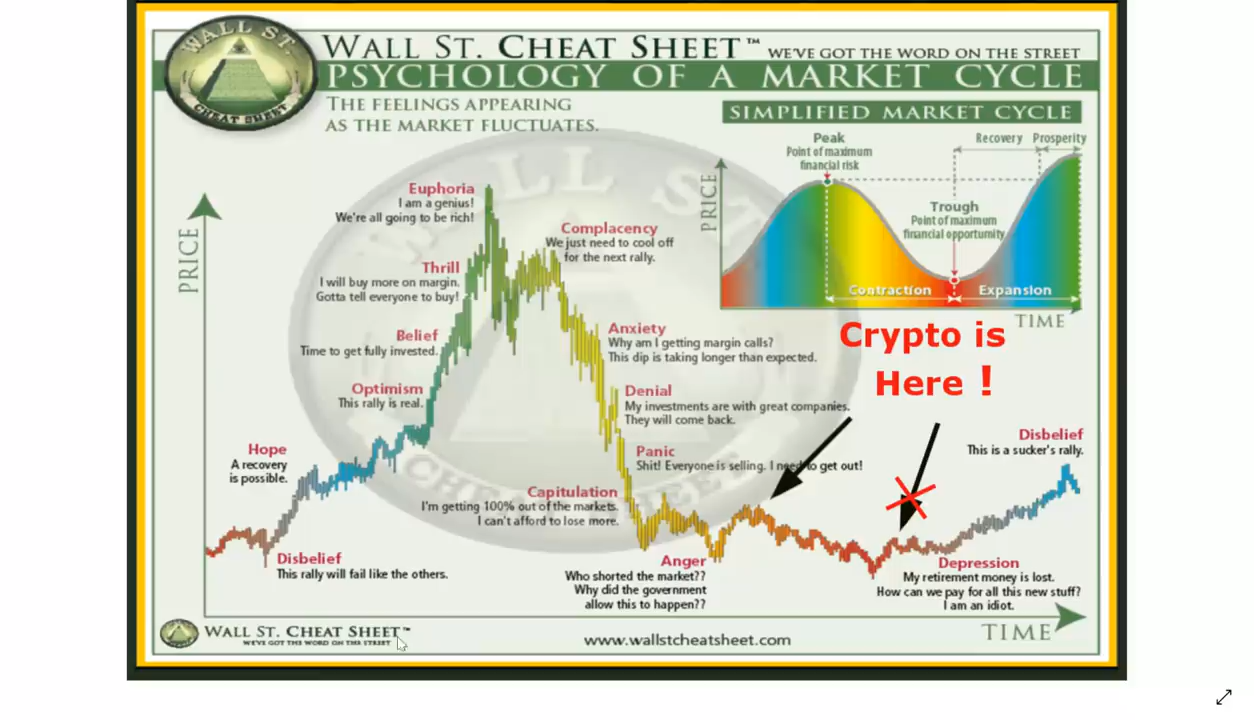 WALL ST.
CHEAT SHEET
WALL ST. CHEAT SHEET™ WE'VE GOT THE WORD ON THE STREET
PSYCHOLOGY OF A MARKET CYCLE
THE FEELINGS APPEARING
AS THE MARKET FLUCTUATES.
SIMPLIFIED MARKET CYCLE
Peak
Point of maximum
financial risk
Recovery
Prosperity
Trough
Point of maximum
financial opportunity
Contraction
Expansion
PRICE
TIME
PRICE
Euphoria
I am a genius!
We're all going to be rich!
Complacency
We just need to cool off
for the next rally.
Thrill
I will buy more on margin.
Gotta tell everyone to buy!
Belief
Time to get fully invested.
Anxiety
Why am I getting margin calls?
This dip is taking longer than expected.
Crypto is
Here !
Optimism
This rally is real.
Denial
My investments are with great companies.
They will come back.
Hope
A recovery
is possible.
Panic
Shit! Everyone is selling. I need to get out!
Disbelief
This is a sucker's rally.
Capitulation
I'm getting 100% out of the markets.
I can't afford to lose more.
Disbelief
This rally will fail like the others.
Anger
Who shorted the market??
Why did the government
allow this to happen??
Depression
My retirement money is lost.
How can we pay for all this new stuff?
I am an idiot.
WALL ST. CHEAT SHEET™
WE'VE GOT THE WORD ON THE STREET
www.wallstcheatsheet.com
TIME
WALL ST.
CHEAT SHEET